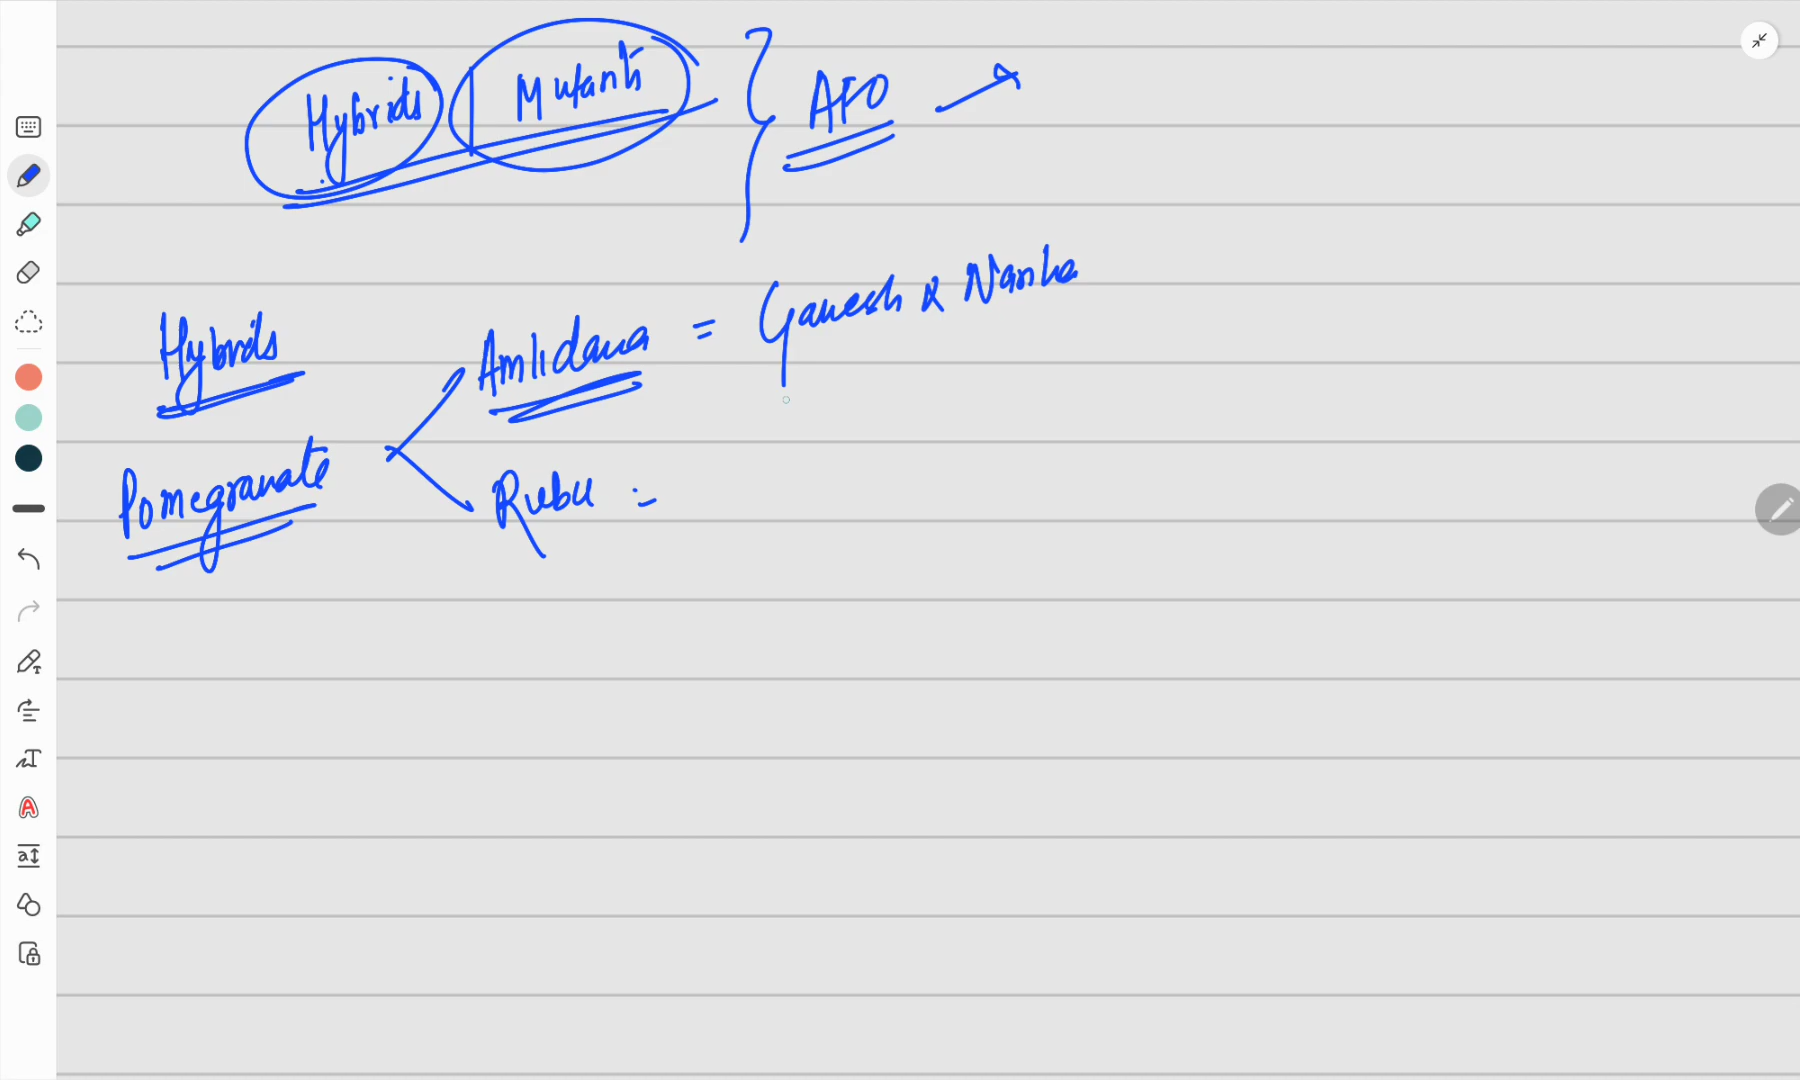 Hybrids | Mutants } AFO →
Hybrids
Amlidana = Ganesh x Nanha
Pomegranate
Rubu =